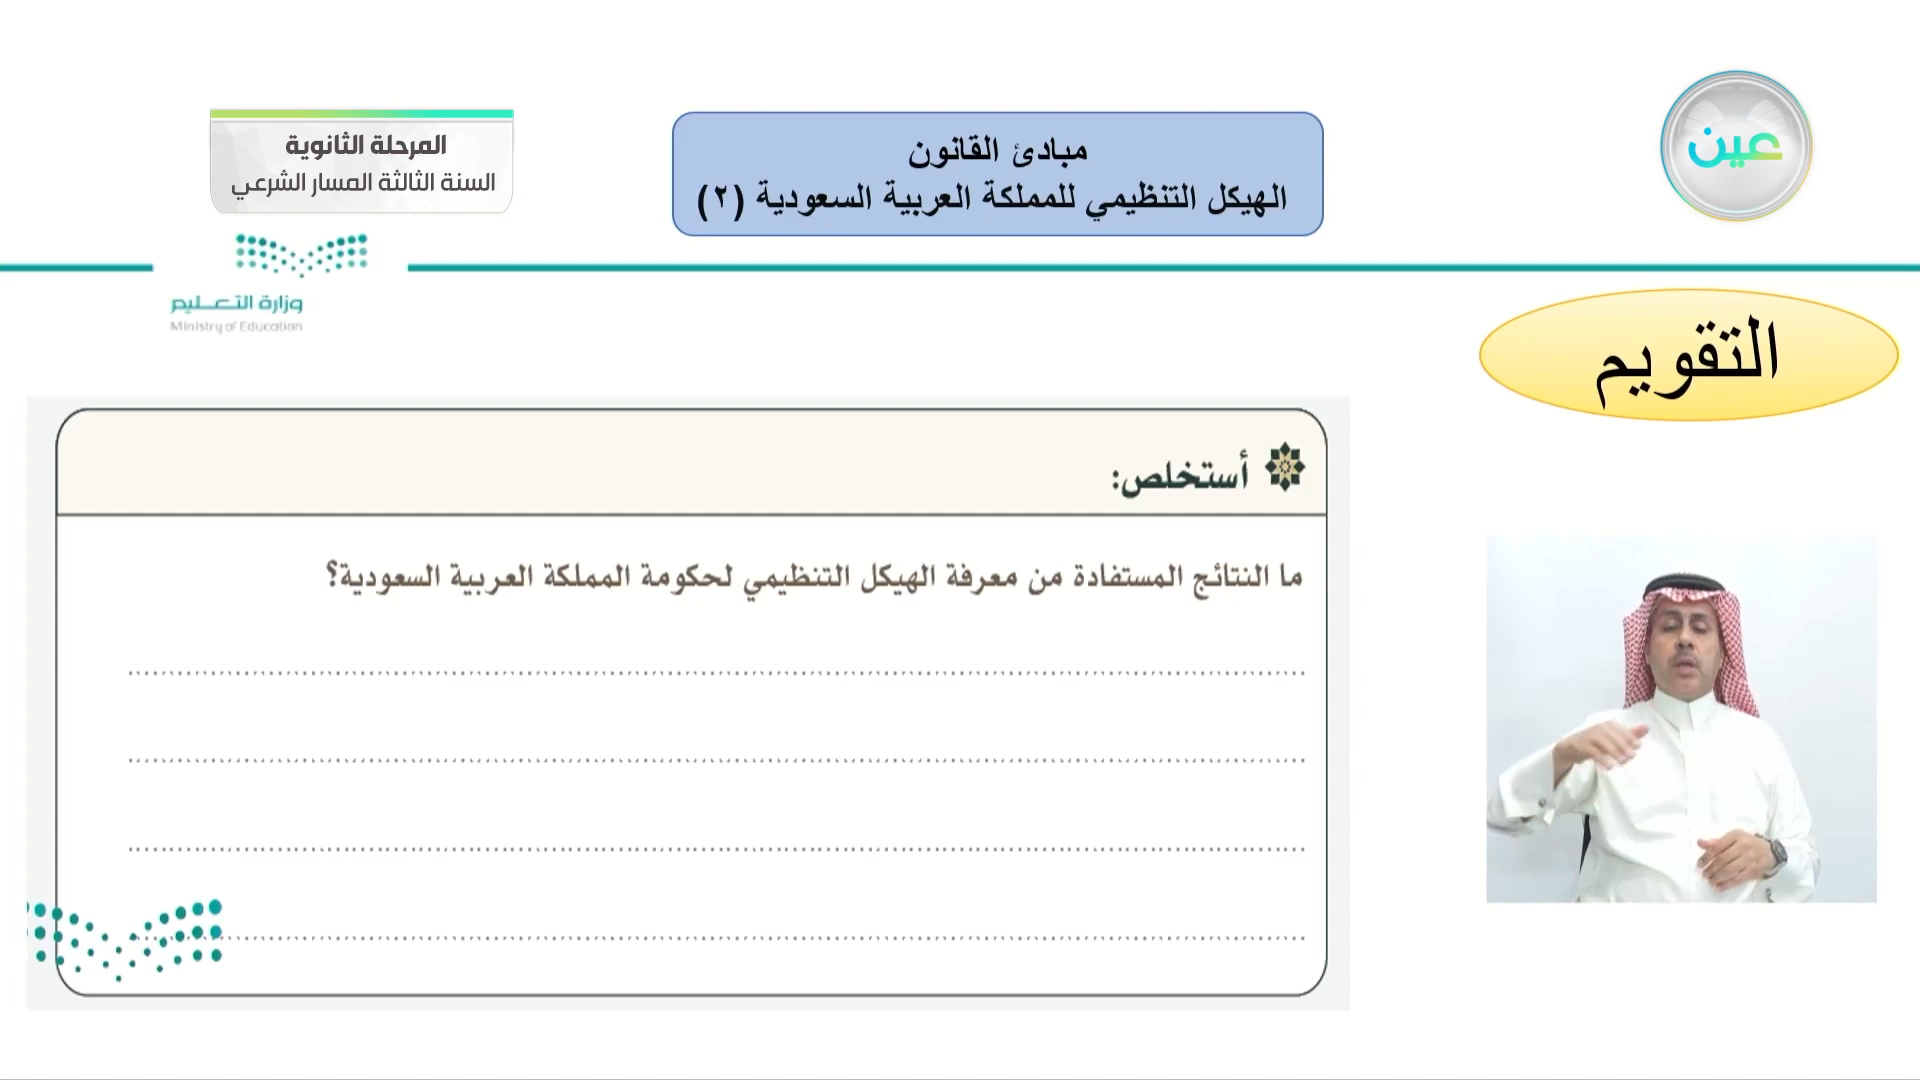 عين
مبادئ القانون
الهيكل التنظيمي للمملكة العربية السعودية (٢)
المرحلة الثانوية
السنة الثالثة المسار الشرعي
وزارة التعليم
Ministry of Education
التقويم
أستخلص:
ما النتائج المستفادة من معرفة الهيكل التنظيمي لحكومة المملكة العربية السعودية؟